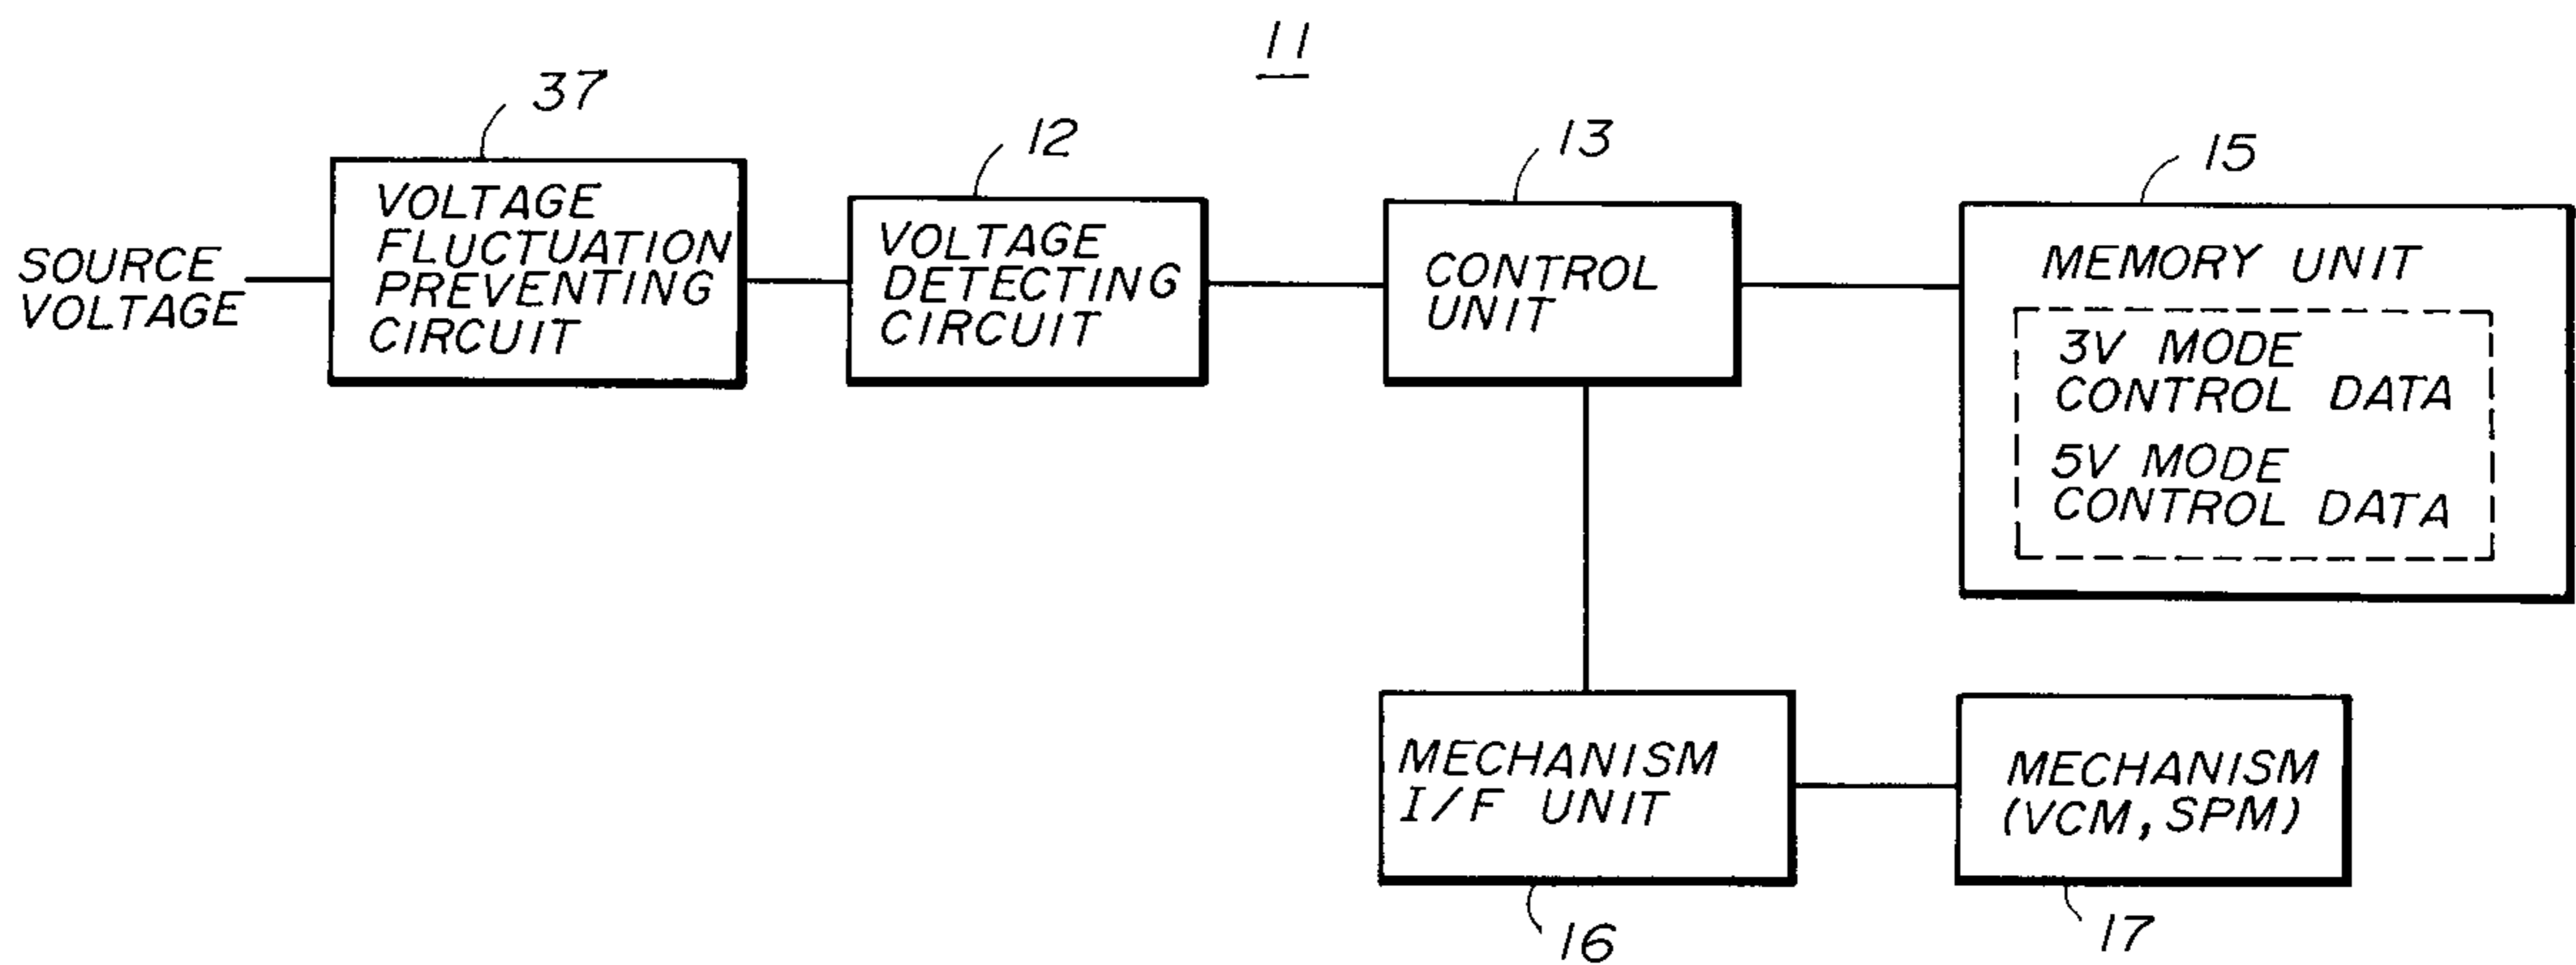 11
37
12
13
15
SOURCE
VOLTAGE
VOLTAGE
FLUCTUATION
PREVENTING
CIRCUIT
VOLTAGE
DETECTING
CIRCUIT
CONTROL
UNIT
MEMORY UNIT
3V MODE
CONTROL DATA
5V MODE
CONTROL DATA
MECHANISM
I/F UNIT
MECHANISM
(VCM, SPM)
16
17